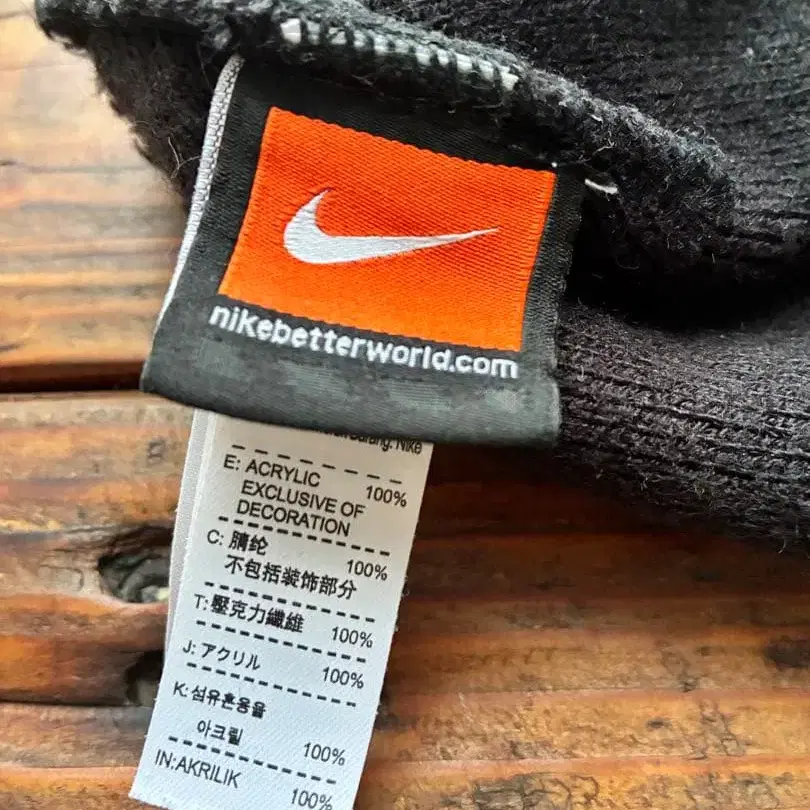 nikebetterworld.com
Nike
E: ACRYLIC 100%
EXCLUSIVE OF
DECORATION
C: 腈纶 100%
不包括装饰部分
T: 壓克力纖維 100%
J: アクリル 100%
K: 섬유혼용율
아크릴 100%
IN: AKRILIK 100%